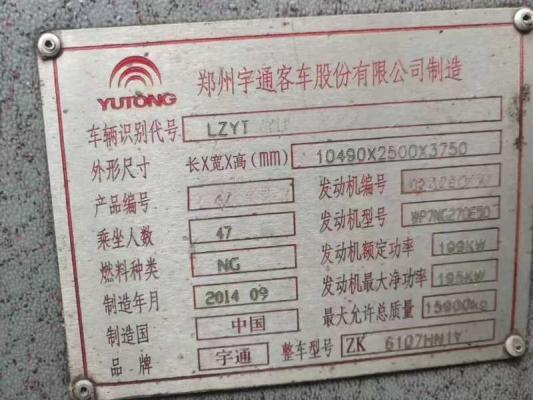 YUTONG
郑州宇通客车股份有限公司制造
车辆识别代号 LZYT
外形尺寸 长X宽X高(mm) 10490X2500X3750
产品编号 发动机编号
乘坐人数 47 发动机型号 WP7NG270E50
燃料种类 NG 发动机额定功率 199KW
制造年月 2014 09 发动机最大净功率 195KW
制造国 中国 最大允许总质量 15900kg
品牌 宇通 整车型号 ZK 6107HN1Y